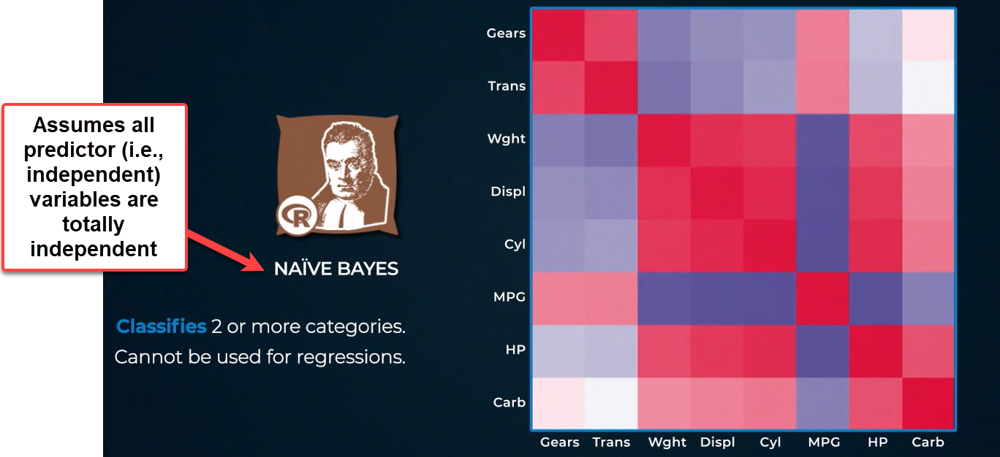 Assumes all
predictor (i.e.,
independent)
variables are
totally
independent
R
NAÏVE BAYES
Classifies 2 or more categories.
Cannot be used for regressions.
Gears
Trans
Wght
Displ
Cyl
MPG
HP
Carb
Gears Trans Wght Displ Cyl MPG HP Carb